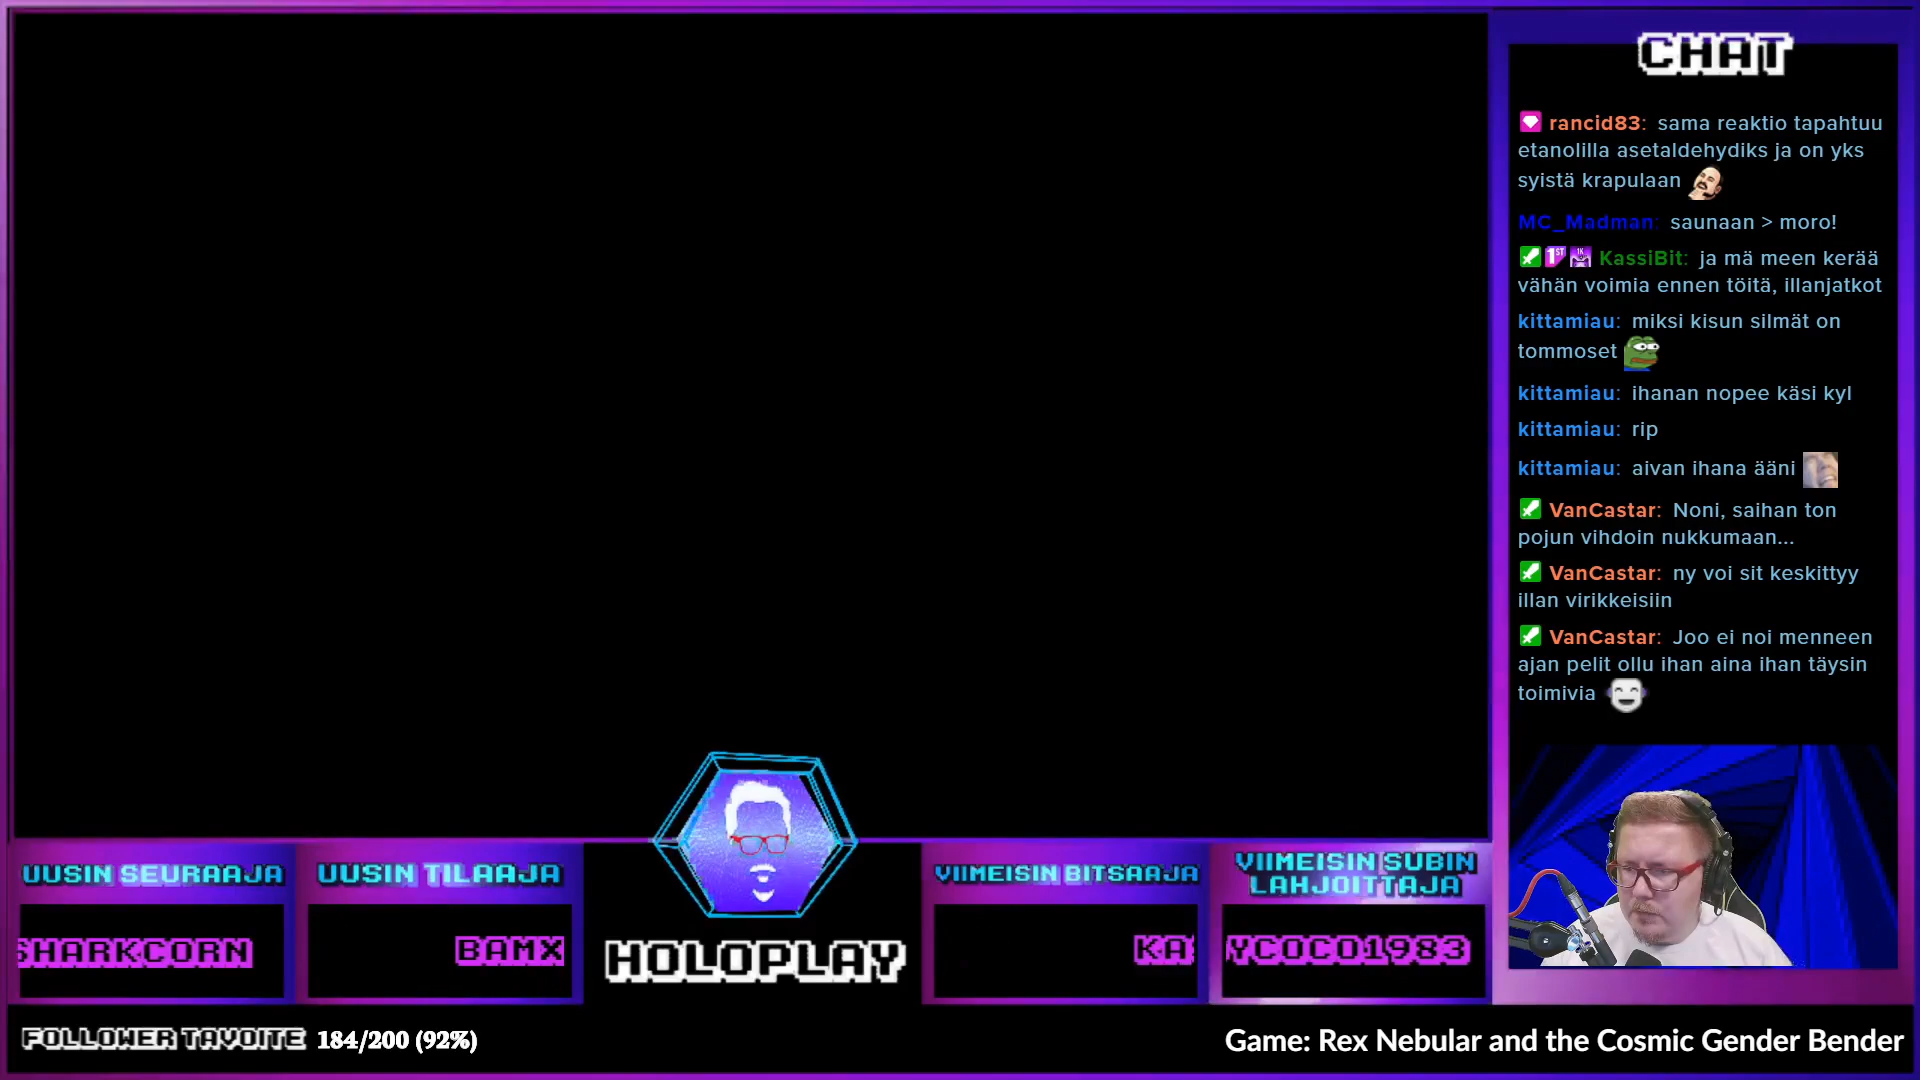 CHAT
rancid83: sama reaktio tapahtuu
etanolilla asetaldehydiks ja on yks
syistä krapulaan
MC_Madman: saunaan > moro!
1ST 1K KassiBit: ja mä meen kerää
vähän voimia ennen töitä, illanjatkot
kittamiau: miksi kisun silmät on
tommoset
kittamiau: ihanan nopee käsi kyl
kittamiau: rip
kittamiau: aivan ihana ääni
VanCastar: Noni, saihan ton
pojun vihdoin nukkumaan...
VanCastar: ny voi sit keskittyy
illan virikkeisiin
VanCastar: Joo ei noi menneen
ajan pelit ollu ihan aina ihan täysin
toimivia
UUSIN SEURAAJA
SHARKCORN
UUSIN TILAAJA
BAMX
HOLOPLAY
VIIMEISIN BITSAAJA
KA
VIIMEISIN SUBIN
LAHJOITTAJA
YCOCO1983
FOLLOWER TAVOITE 184/200 (92%)
Game: Rex Nebular and the Cosmic Gender Bender